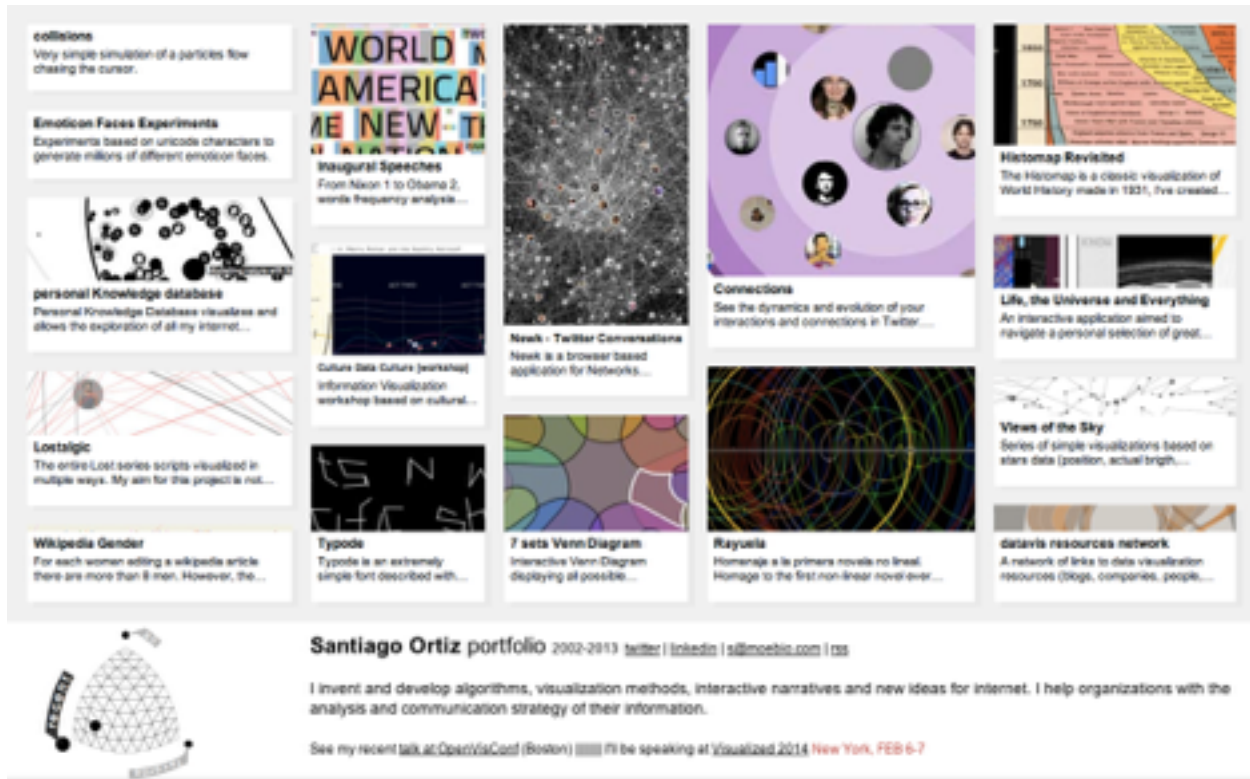 collisions
Very simple simulation of a particles flow
chasing the cursor.
Emoticon Faces Experiments
Experiments based on unicode characters to
generate millions of different emoticon faces.
personal Knowledge database
Personal Knowledge Database visualizes and
allows the exploration of all my internet...
Lostalgic
The entire Lost series scripts visualized in
multiple ways. My aim for this project is not...
Wikipedia Gender
For each women editing a wikipedia article
there are more than 8 men. However, the...
WORLD
AMERICA
NEW
NATION
Inaugural Speeches
From Nixon 1 to Obama 2,
words frequency analysis...
Culture Data Culture [workshop]
Information Visualization
workshop based on cultural...
Typode
Typode is an extremely
simple font described with...
Newk - Twitter Conversations
Newk is a browser based
application for Networks...
7 sets Venn Diagram
Interactive Venn Diagram
displaying all possible...
Connections
See the dynamics and evolution of your
interactions and connections in Twitter....
Rayuela
Homenaje a la primera novela no lineal.
Homage to the first non-linear novel ever...
1750
Histomap Revisited
The Histomap is a classic visualization of
World History made in 1931, I've created...
KNOW
Life, the Universe and Everything
An interactive application aimed to
navigate a personal selection of great...
Views of the Sky
Series of simple visualizations based on
stars data (position, actual brigth,...
datavis resources network
A network of links to data visualization
resources (blogs, companies, people,...
recent
Santiago Ortiz portfolio 2002-2013 twitter | linkedin | s@moebio.com | rss
I invent and develop algorithms, visualization methods, interactive narratives and new ideas for internet. I help organizations with the
analysis and communication strategy of their information.
See my recent talk at OpenVisConf (Boston) I'll be speaking at Visualized 2014 New York, FEB 6-7